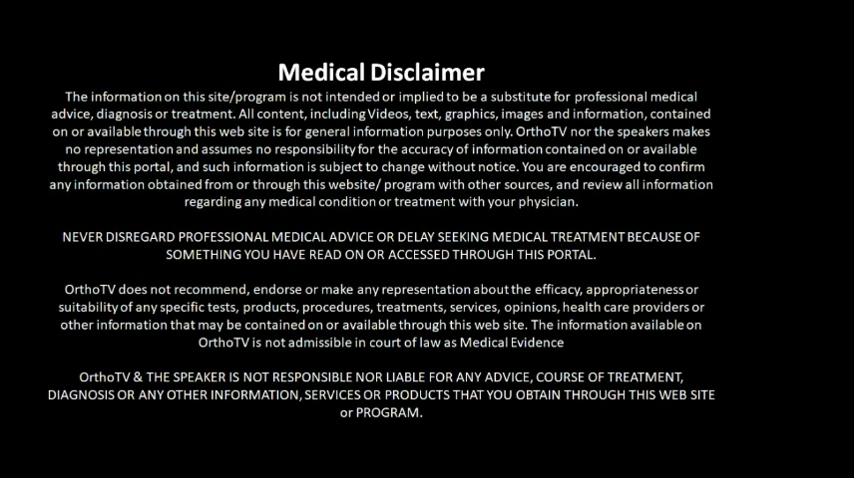 Medical Disclaimer
The information on this site/program is not intended or implied to be a substitute for professional medical
advice, diagnosis or treatment. All content, including Videos, text, graphics, images and information, contained
on or available through this web site is for general information purposes only. OrthoTV nor the speakers makes
no representation and assumes no responsibility for the accuracy of information contained on or available
through this portal, and such information is subject to change without notice. You are encouraged to confirm
any information obtained from or through this website/ program with other sources, and review all information
regarding any medical condition or treatment with your physician.
NEVER DISREGARD PROFESSIONAL MEDICAL ADVICE OR DELAY SEEKING MEDICAL TREATMENT BECAUSE OF
SOMETHING YOU HAVE READ ON OR ACCESSED THROUGH THIS PORTAL.
OrthoTV does not recommend, endorse or make any representation about the efficacy, appropriateness or
suitability of any specific tests, products, procedures, treatments, services, opinions, health care providers or
other information that may be contained on or available through this web site. The information available on
OrthoTV is not admissible in court of law as Medical Evidence
OrthoTV & THE SPEAKER IS NOT RESPONSIBLE NOR LIABLE FOR ANY ADVICE, COURSE OF TREATMENT,
DIAGNOSIS OR ANY OTHER INFORMATION, SERVICES OR PRODUCTS THAT YOU OBTAIN THROUGH THIS WEB SITE
or PROGRAM.